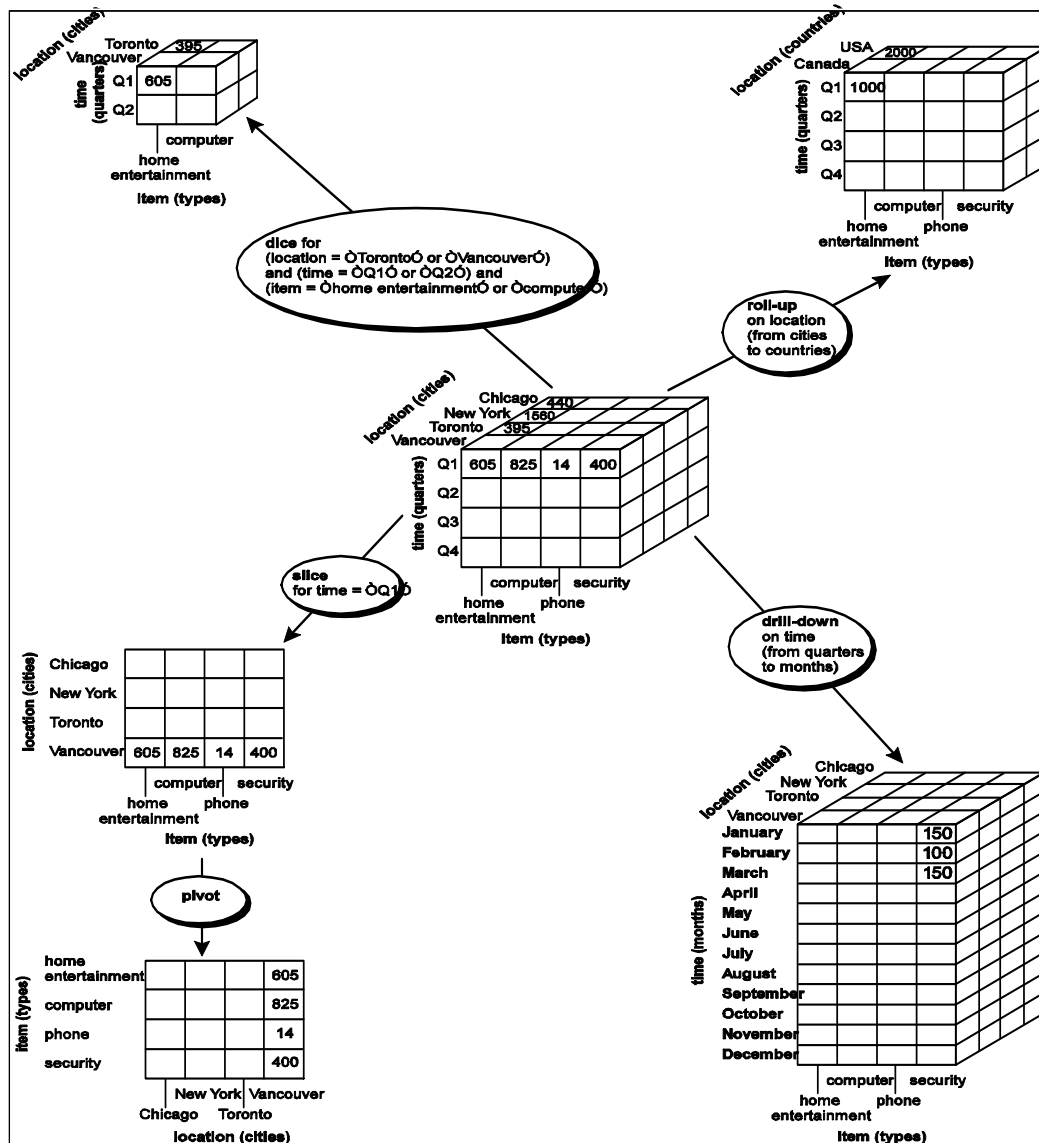 location (cities)
Toronto 395
Vancouver
time
(quarters)
Q1 605
Q2
computer
home
entertainment
item (types)
location (countries)
USA 2000
Canada
time (quarters)
Q1 1000
Q2
Q3
Q4
computer security
home phone
entertainment
item (types)
dice for
(location = ÒTorontoÓ or ÒVancouverÓ)
and (time = ÒQ1Ó or ÒQ2Ó) and
(item = Òhome entertainmentÓ or ÒcomputerÓ)
roll-up
on location
(from cities
to countries)
location (cities)
Chicago 440
New York 1560
Toronto 395
Vancouver
time (quarters)
Q1 605 825 14 400
Q2
Q3
Q4
computer security
home phone
entertainment
item (types)
slice
for time = ÒQ1Ó
drill-down
on time
(from quarters
to months)
location (cities)
Chicago
New York
Toronto
Vancouver 605 825 14 400
computer security
home phone
entertainment
item (types)
pivot
item (types)
home
entertainment 605
computer 825
phone 14
security 400
New York Vancouver
Chicago Toronto
location (cities)
location (cities)
Chicago
New York
Toronto
Vancouver
time (months)
January 150
February 100
March 150
April
May
June
July
August
September
October
November
December
computer security
home phone
entertainment
item (types)